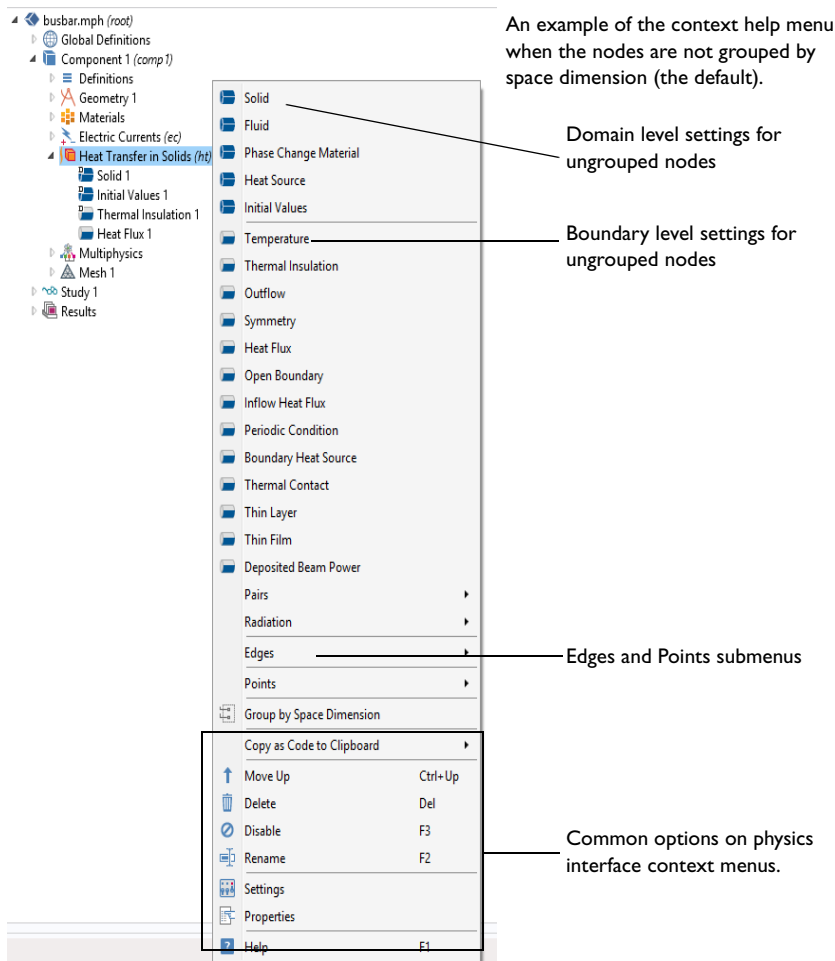 busbar.mph (root)
Global Definitions
Component 1 (comp1)
Definitions
Geometry 1
Materials
Electric Currents (ec)
Heat Transfer in Solids (ht)
Solid 1
Initial Values 1
Thermal Insulation 1
Heat Flux 1
Multiphysics
Mesh 1
Study 1
Results
Solid
Fluid
Phase Change Material
Heat Source
Initial Values
Temperature
Thermal Insulation
Outflow
Symmetry
Heat Flux
Open Boundary
Inflow Heat Flux
Periodic Condition
Boundary Heat Source
Thermal Contact
Thin Layer
Thin Film
Deposited Beam Power
Pairs
Radiation
Edges
Points
Group by Space Dimension
Copy as Code to Clipboard
Move Up Ctrl+Up
Delete Del
Disable F3
Rename F2
Settings
Properties
Help F1
An example of the context help menu
when the nodes are not grouped by
space dimension (the default).
Domain level settings for
ungrouped nodes
Boundary level settings for
ungrouped nodes
Edges and Points submenus
Common options on physics
interface context menus.